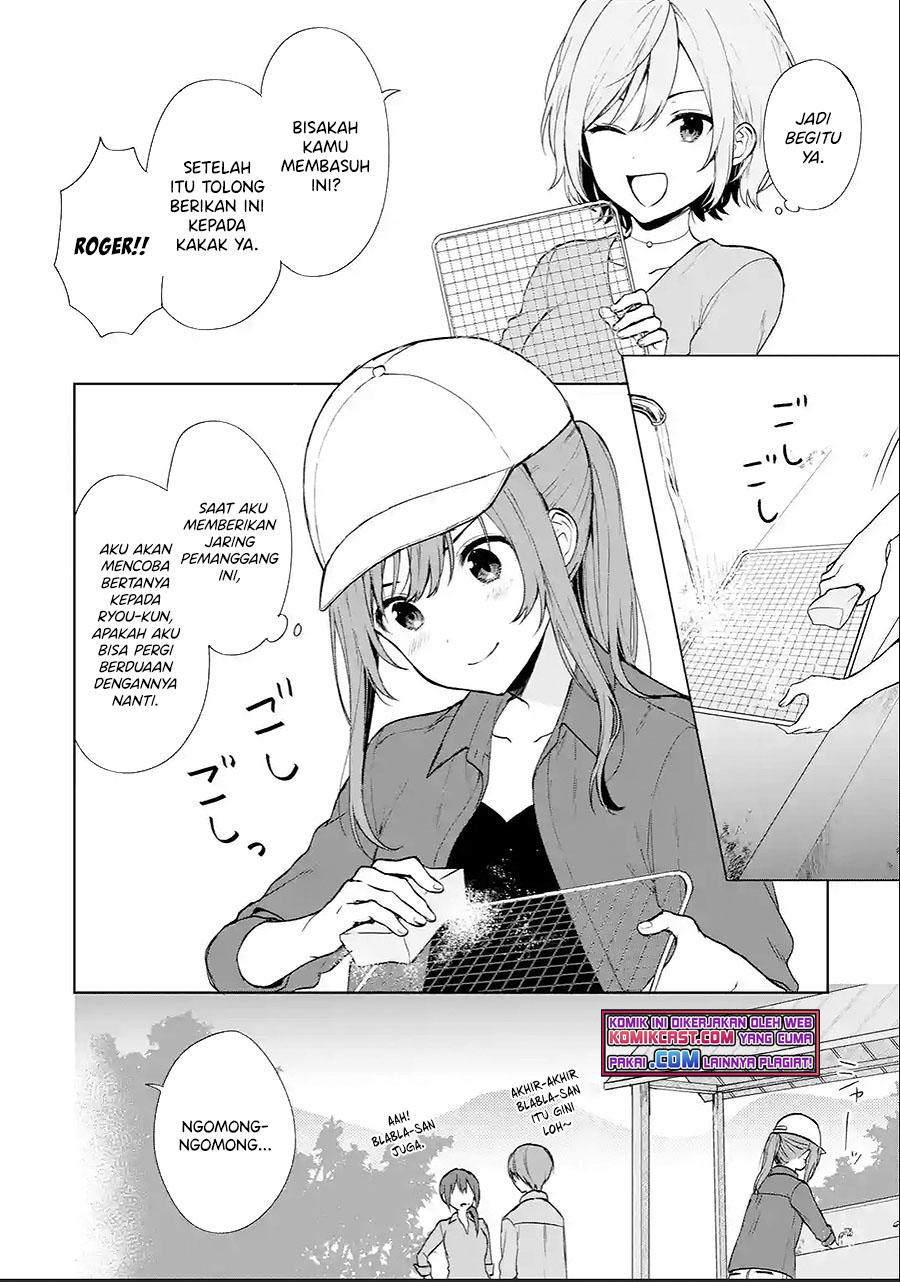 JADI
BEGITU
YA.
BISAKAH
KAMU
MEMBASUH
INI?
SETELAH
ITU TOLONG
BERIKAN INI
KEPADA
KAKAK YA.
ROGER!!
ごし
ごし
SAAT AKU
MEMBERIKAN
JARING
PEMANGGANG
INI,
AKU AKAN
MENCOBA
BERTANYA
KEPADA
RYOU-KUN,
APAKAH AKU
BISA PERGI
BERDUAAN
DENGANNYA
NANTI.
ごし
ごしっ
KOMIK INI DIKERJAKAN OLEH WEB
KOMIKCAST.COM YANG CUMA
PAKAI .COM LAINNYA PLAGIAT!
AKHIR-AKHIR
BLABLA-SAN
ITU GINI
LOH~
AAH!
BLABLA-SAN
JUGA.
NGOMONG-
NGOMONG...